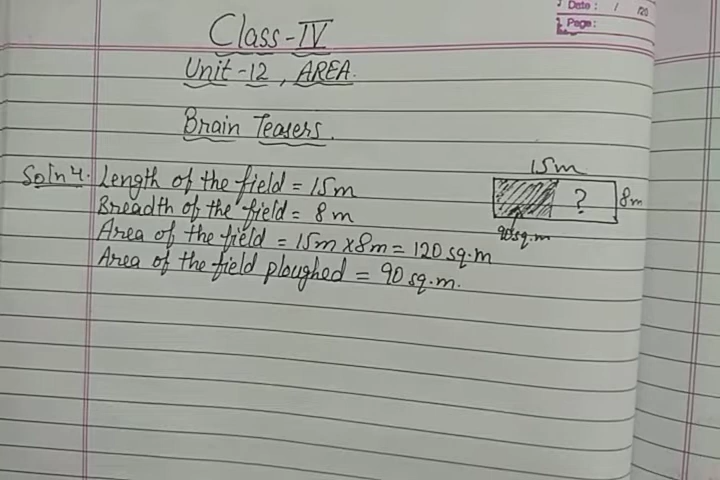 Date : / /20
Page :
Class-IV
Unit-12, AREA.
Brain Teasers.
Soln 4. Length of the field = 15m
Breadth of the field = 8 m
Area of the field = 15m x 8m = 120 sq.m
Area of the field ploughed = 90 sq.m.
15m
?
8m
90sq.m